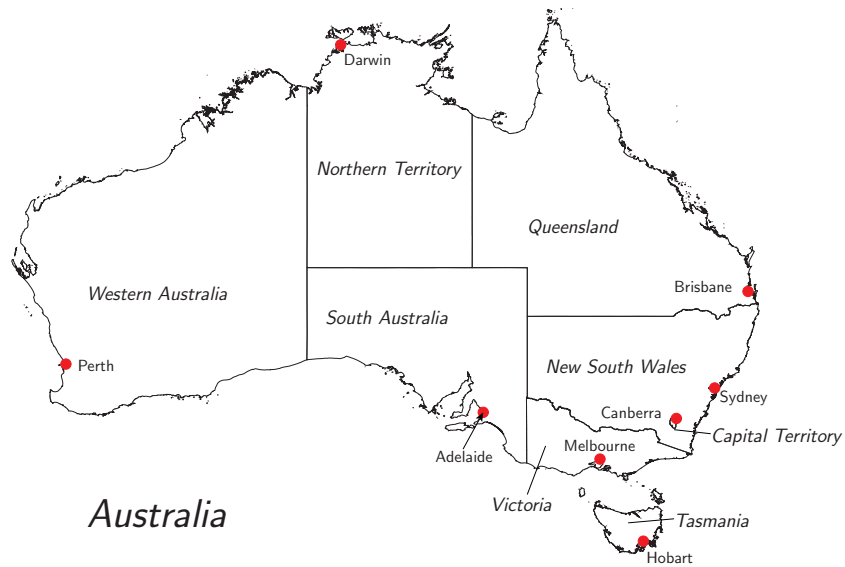 Darwin
Northern Territory
Queensland
Brisbane
Western Australia
South Australia
Perth
New South Wales
Sydney
Canberra
Capital Territory
Melbourne
Adelaide
Victoria
Australia
Tasmania
Hobart